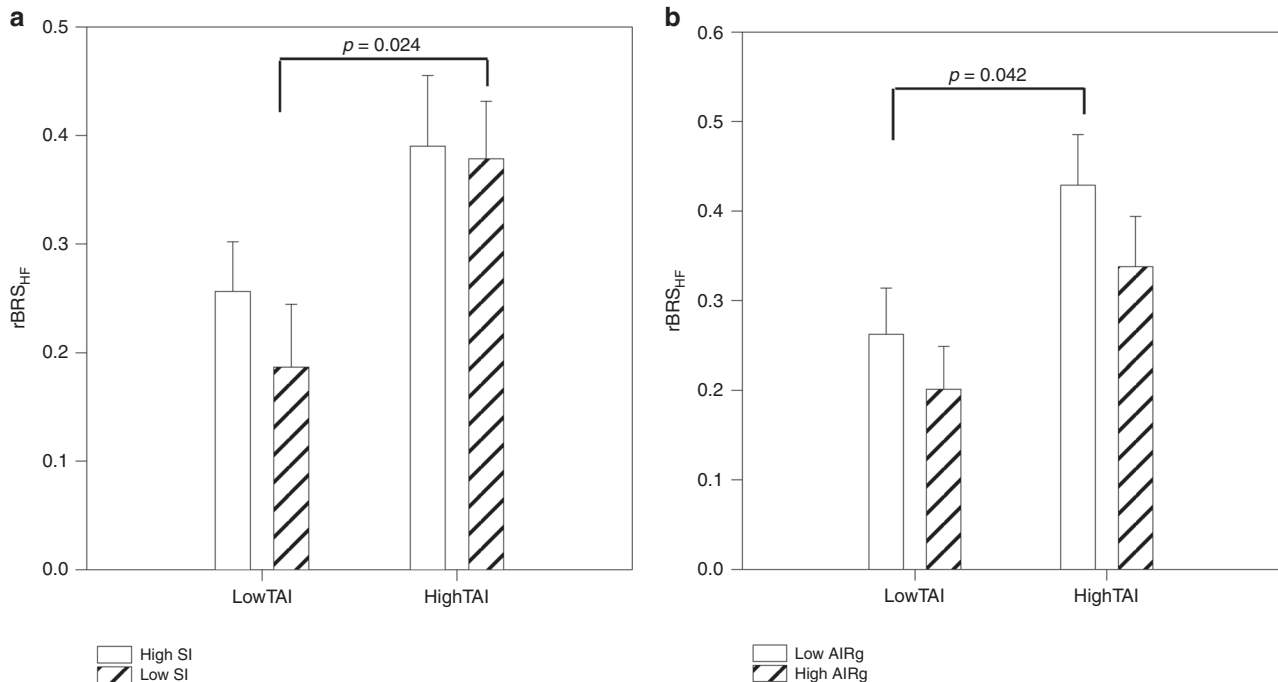 a
0.5
0.4
0.3
0.2
0.1
0.0
rBRSHF
p = 0.024
LowTAI HighTAI
High SI
Low SI
b
0.6
0.5
0.4
0.3
0.2
0.1
0.0
rBRSHF
p = 0.042
LowTAI HighTAI
Low AIRg
High AIRg